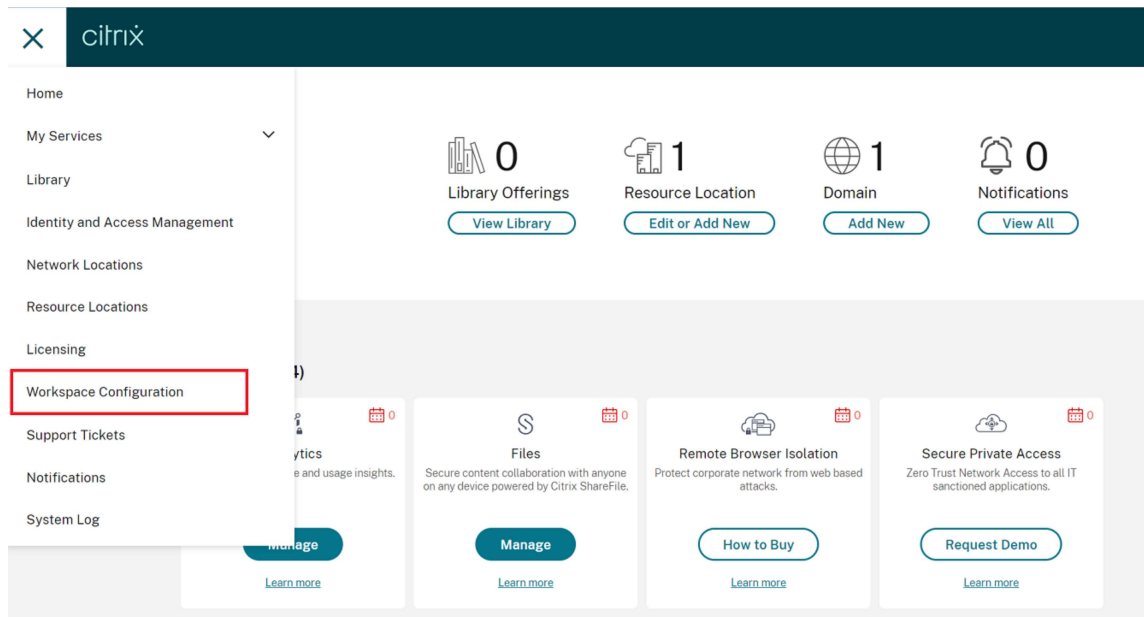 citrix
Home
My Services
Library
Identity and Access Management
Network Locations
Resource Locations
Licensing
Workspace Configuration
Support Tickets
Notifications
System Log
0
Library Offerings
View Library
1
Resource Location
Edit or Add New
1
Domain
Add New
0
Notifications
View All
4)
0
ytics
e and usage insights.
Manage
Learn more
0
Files
Secure content collaboration with anyone
on any device powered by Citrix ShareFile.
Manage
Learn more
0
Remote Browser Isolation
Protect corporate network from web based
attacks.
How to Buy
Learn more
0
Secure Private Access
Zero Trust Network Access to all IT
sanctioned applications.
Request Demo
Learn more